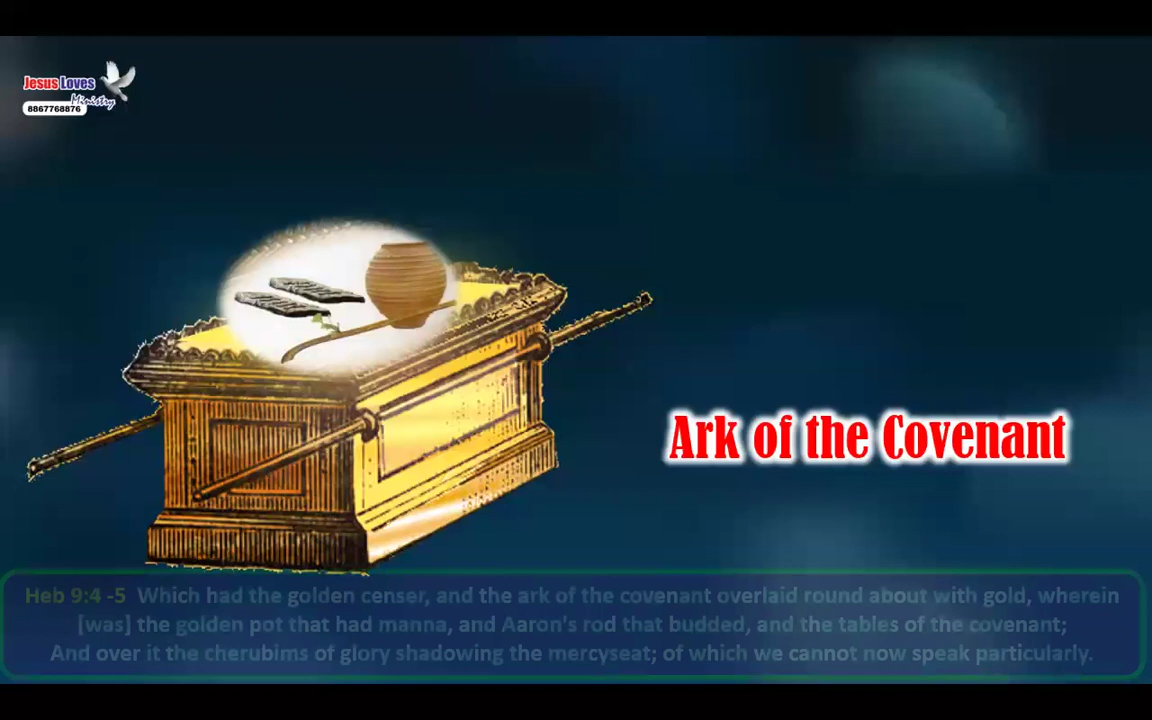 Jesus Loves
Ministry
8867768876
Ark of the Covenant
Heb 9:4 -5 Which had the golden censer, and the ark of the covenant overlaid round about with gold, wherein
[was] the golden pot that had manna, and Aaron's rod that budded, and the tables of the covenant;
And over it the cherubims of glory shadowing the mercyseat; of which we cannot now speak particularly.